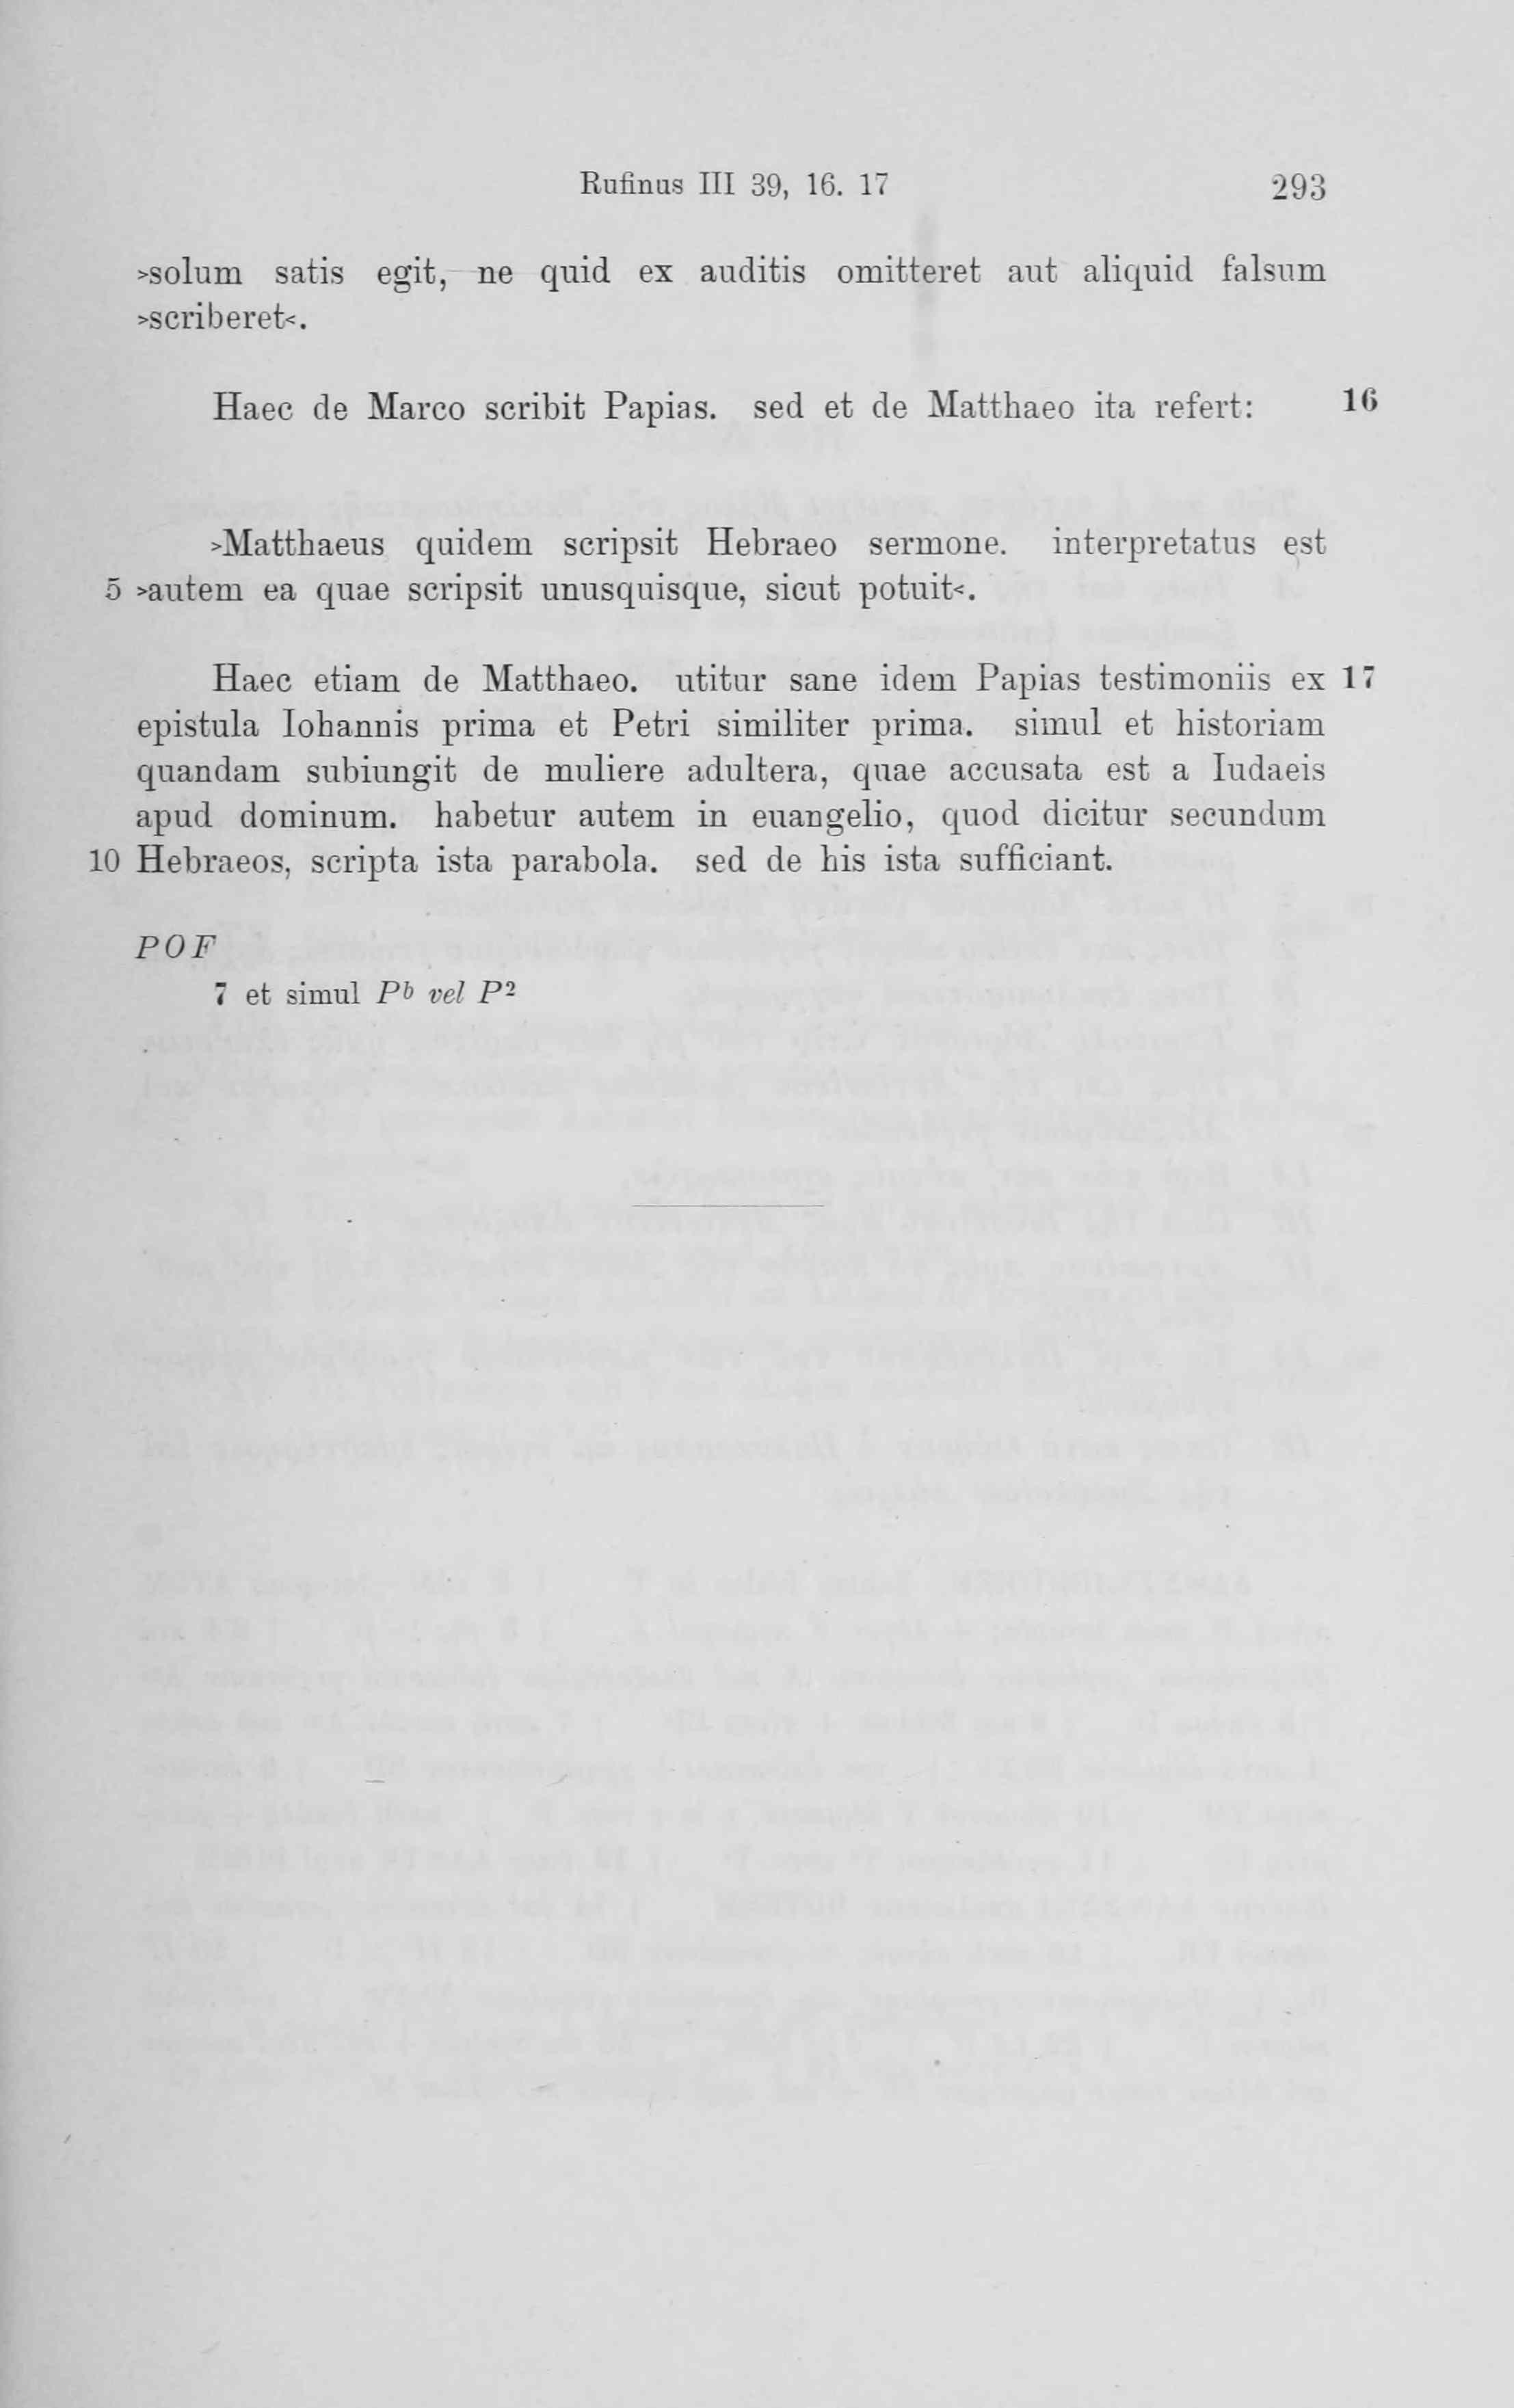 Rufinus III 39, 16. 17 293
>solum satis egit, ne quid ex auditis omitteret aut aliquid falsum
>scriberet<.
Haec de Marco scribit Papias. sed et de Matthaeo ita refert: 16
>Matthaeus quidem scripsit Hebraeo sermone. interpretatus est
5 >autem ea quae scripsit unusquisque, sicut potuit<.
Haec etiam de Matthaeo. utitur sane idem Papias testimoniis ex 17
epistula Iohannis prima et Petri similiter prima. simul et historiam
quandam subiungit de muliere adultera, quae accusata est a Iudaeis
apud dominum. habetur autem in euangelio, quod dicitur secundum
10 Hebraeos, scripta ista parabola. sed de his ista sufficiant.
POF
7 et simul Pᵇ vel P²